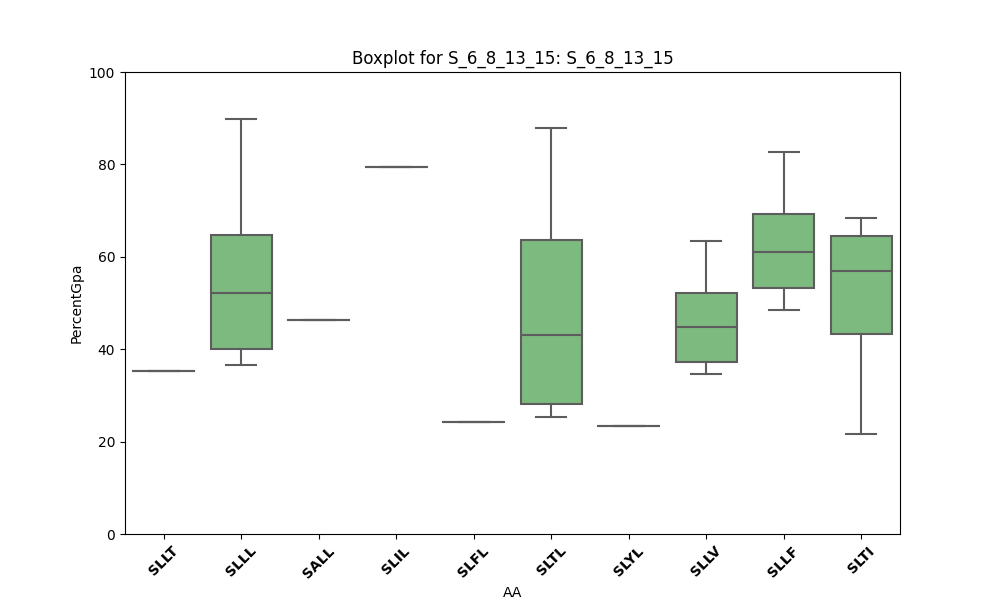 Boxplot for S_6_8_13_15: S_6_8_13_15
100
80
60
40
20
0
PercentGpa
SLLT
SLLL
SALL
SLIL
SLFL
SLTL
SLYL
SLLV
SLLF
SLTI
AA